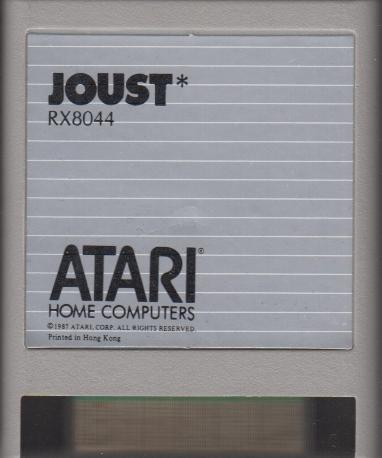 JOUST*
RX8044
ATARI®
HOME COMPUTERS
©1987 ATARI, CORP. ALL RIGHTS RESERVED.
Printed in Hong Kong